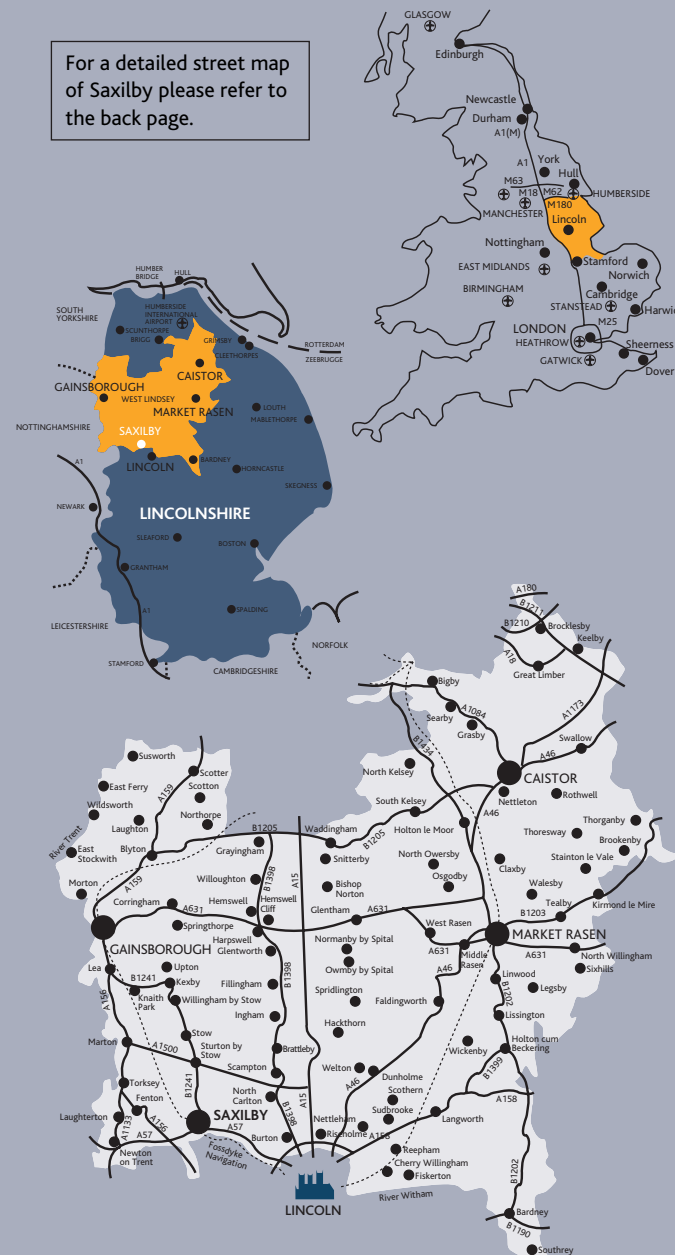 For a detailed street map
of Saxilby please refer to
the back page.
GLASGOW
Edinburgh
Newcastle
Durham
A1(M)
A1
York
Hull
M63
M18
M62
HUMBERSIDE
MANCHESTER
M180
Lincoln
Nottingham
Stamford
EAST MIDLANDS
Norwich
BIRMINGHAM
Cambridge
STANSTEAD
Harwic
M25
LONDON
HEATHROW
Sheerness
GATWICK
Dover
HUMBER
BRIDGE
HULL
SOUTH
YORKSHIRE
HUMBERSIDE
INTERNATIONAL
AIRPORT
SCUNTHORPE
BRIGG
GRIMSBY
CLEETHORPES
ROTTERDAM
ZEEBRUGGE
CAISTOR
GAINSBOROUGH
WEST LINDSEY
MARKET RASEN
LOUTH
MABLETHORPE
NOTTINGHAMSHIRE
SAXILBY
LINCOLN
BARDNEY
HORNCASTLE
A1
SKEGNESS
NEWARK
LINCOLNSHIRE
SLEAFORD
BOSTON
GRANTHAM
A1
SPALDING
LEICESTERSHIRE
NORFOLK
STAMFORD
CAMBRIDGESHIRE
A180
B1211
B1210
Brocklesby
Keelby
A18
Great Limber
Bigby
Searby
A1084
Grasby
A1173
B1434
Swallow
A46
North Kelsey
CAISTOR
Nettleton
Rothwell
South Kelsey
A46
Holton le Moor
Thorganby
Thoresway
Brookenby
Stainton le Vale
Susworth
Scotter
East Ferry
Scotton
A159
Wildsworth
Laughton
Northorpe
River Trent
East
Stockwith
Blyton
B1205
Grayingham
Waddingham
B1205
Snitterby
North Owersby
Claxby
Osgodby
Walesby
Morton
A159
Willoughton
B1398
A15
Bishop
Norton
Tealby
Kirmond le Mire
B1203
Corringham
A631
Hemswell
Hemswell
Cliff
Glentham
A631
Springthorpe
West Rasen
MARKET RASEN
GAINSBOROUGH
Harpswell
Glentworth
Normanby by Spital
A631
Middle
Rasen
A631
North Willingham
Sixhills
Lea
Upton
Owmby by Spital
A46
Linwood
B1241
Kexby
Fillingham
B1398
Spridlington
B1202
Legsby
A156
Knaith
Park
Willingham by Stow
Faldingworth
Ingham
Lissington
Hackthorn
Stow
Marton
A1500
Sturton by
Stow
Brattleby
Wickenby
Holton cum
Beckering
B1399
Scampton
Welton
A46
Dunholme
Torksey
B1241
North
Carlton
A15
Scothern
A158
Fenton
Sudbrooke
Langworth
Laughterton
A1133
A156
SAXILBY
B1398
Nettleham
A57
A57
Burton
Riseholme
A158
Newton
on Trent
Fossdyke
Navigation
Reepham
Cherry Willingham
Fiskerton
B1202
River Witham
LINCOLN
Bardney
B1190
Southrey